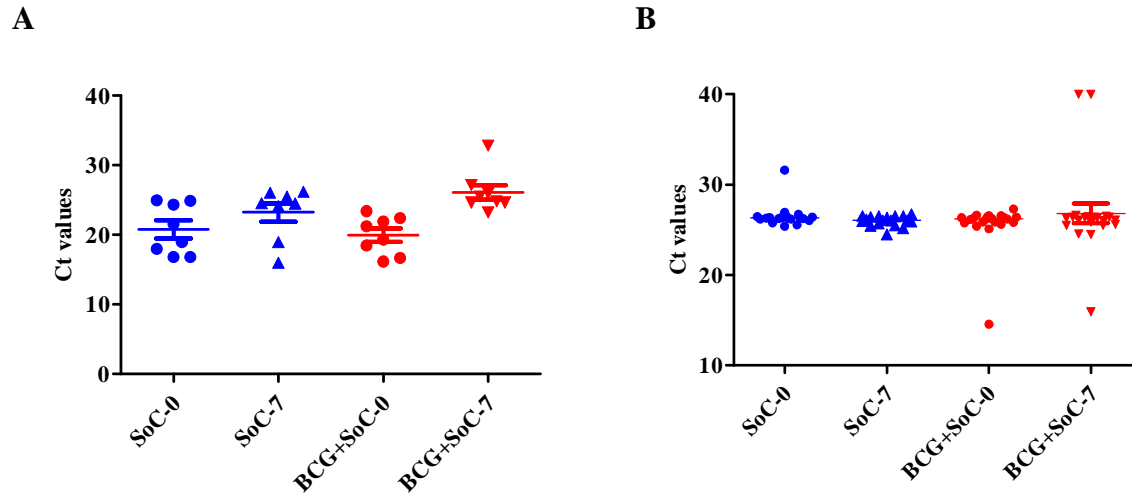 A
B
Ct values
40
30
20
10
0
SoC-0
SoC-7
BCG+SoC-0
BCG+SoC-7
Ct values
40
30
20
10
SoC-0
SoC-7
BCG+SoC-0
BCG+SoC-7